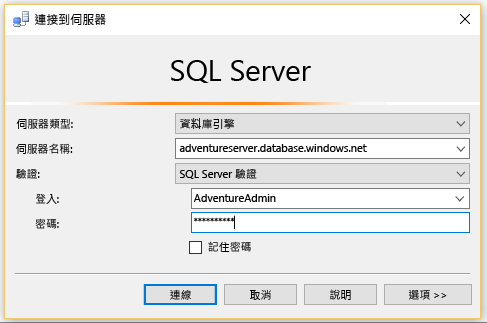 連接到伺服器
SQL Server
伺服器類型: 資料庫引擎
伺服器名稱: adventureserver.database.windows.net
驗證: SQL Server 驗證
登入: AdventureAdmin
密碼: **********
記住密碼
連線 取消 說明 選項 >>